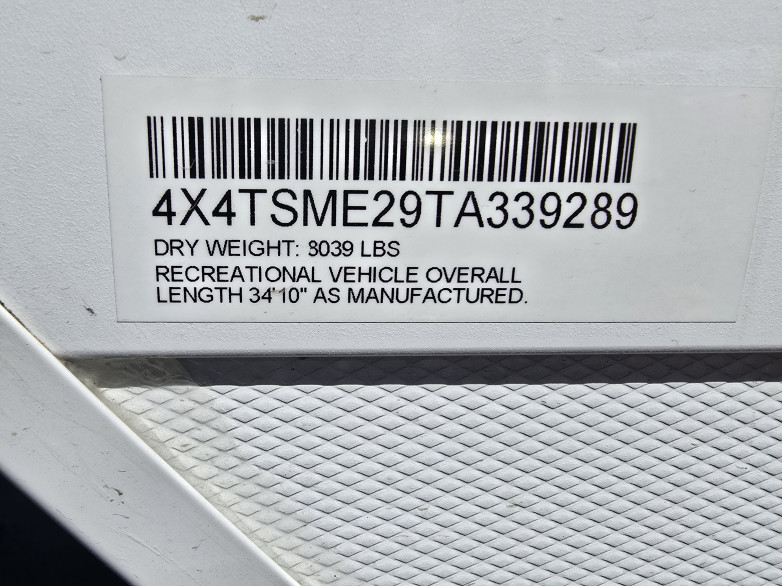 4X4TSME29TA339289
DRY WEIGHT: 8039 LBS
RECREATIONAL VEHICLE OVERALL
LENGTH 34'10" AS MANUFACTURED.